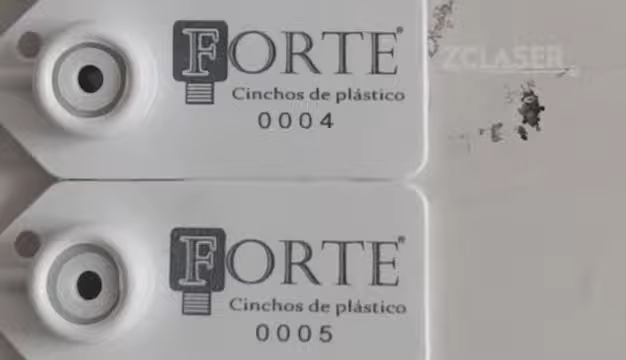 ZCLASER
FORTE®
Cinchos de plástico
0004
FORTE®
Cinchos de plástico
0005